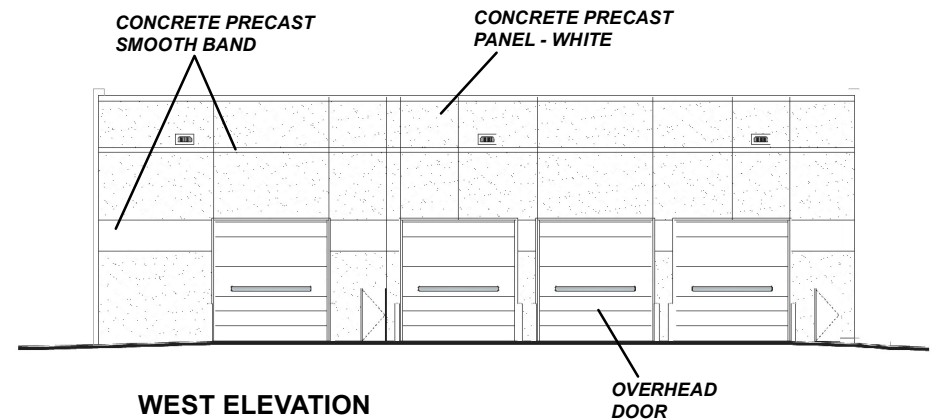 CONCRETE PRECAST
SMOOTH BAND
CONCRETE PRECAST
PANEL - WHITE
WEST ELEVATION
OVERHEAD
DOOR